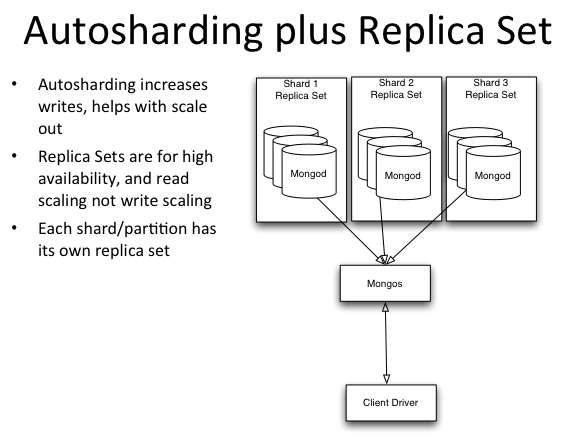 Autosharding plus Replica Set
• Autosharding increases
writes, helps with scale
out
• Replica Sets are for high
availability, and read
scaling not write scaling
• Each shard/partition has
its own replica set
Shard 1
Replica Set
Shard 2
Replica Set
Shard 3
Replica Set
Mongod
Mongod
Mongod
Mongos
Client Driver